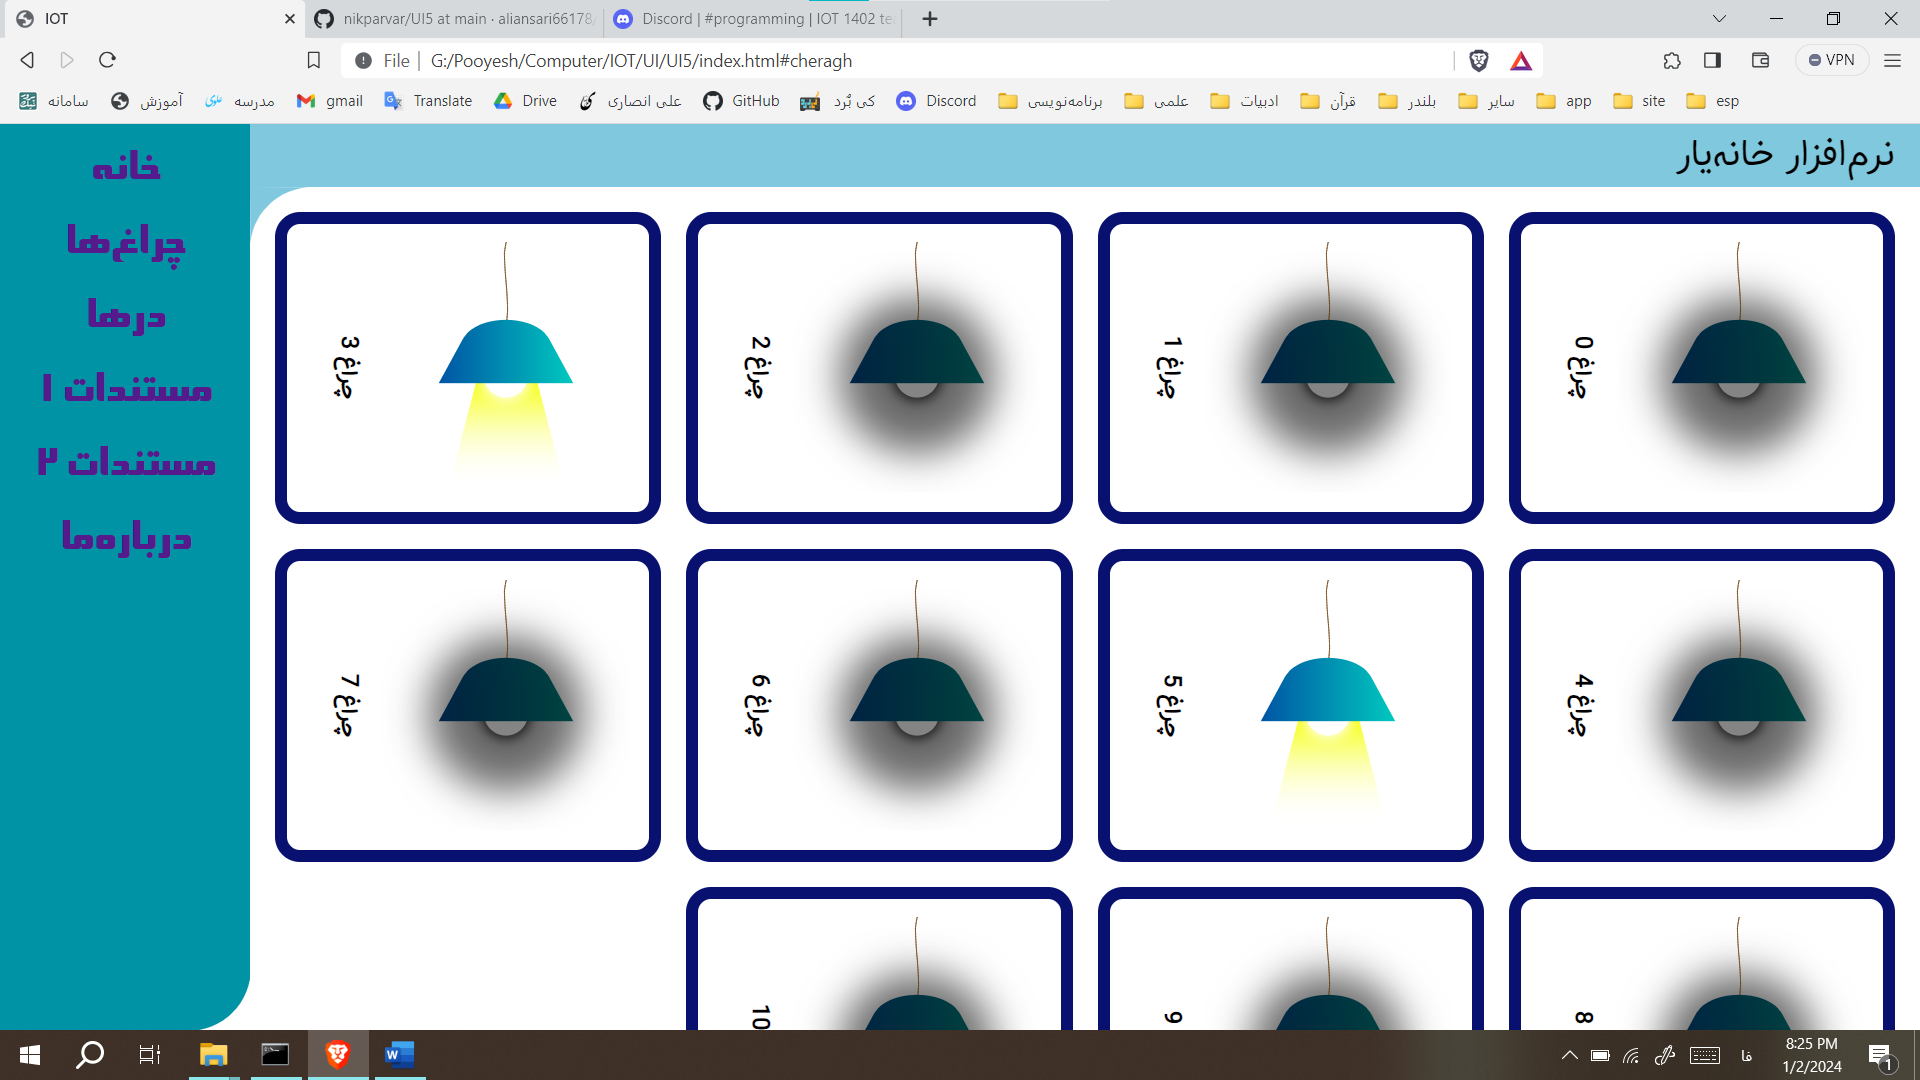 IOT
nikparvar/UI5 at main · aliansari66178/
Discord | #programming | IOT 1402 te
File
G:/Pooyesh/Computer/IOT/UI/UI5/index.html#cheragh
VPN
سامانه
آموزش
مدرسه
gmail
Translate
Drive
علی انصاری
GitHub
کی بُرد
Discord
برنامه‌نویسی
علمی
ادبیات
قرآن
بلندر
سایر
app
site
esp
نرم‌افزار خانه‌یار
خانه
چراغ‌ها
درها
مستندات ۱
مستندات ۲
درباره‌ما
چراغ 0
چراغ 1
چراغ 2
چراغ 3
چراغ 4
چراغ 5
چراغ 6
چراغ 7
8
9
10
فا
8:25 PM
1/2/2024
1